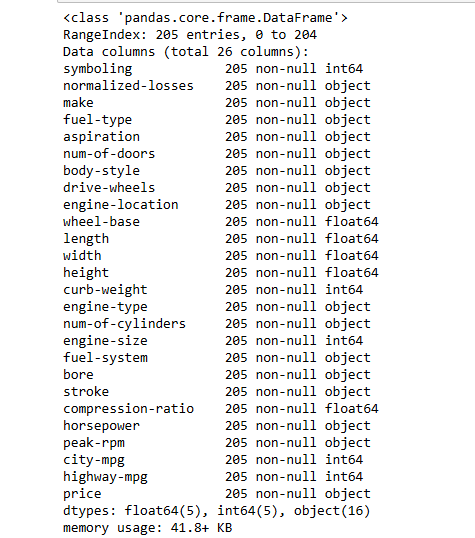 <class 'pandas.core.frame.DataFrame'>
RangeIndex: 205 entries, 0 to 204
Data columns (total 26 columns):
symboling            205 non-null int64
normalized-losses    205 non-null object
make                 205 non-null object
fuel-type            205 non-null object
aspiration           205 non-null object
num-of-doors         205 non-null object
body-style           205 non-null object
drive-wheels         205 non-null object
engine-location      205 non-null object
wheel-base           205 non-null float64
length               205 non-null float64
width                205 non-null float64
height               205 non-null float64
curb-weight          205 non-null int64
engine-type          205 non-null object
num-of-cylinders     205 non-null object
engine-size          205 non-null int64
fuel-system          205 non-null object
bore                 205 non-null object
stroke               205 non-null object
compression-ratio    205 non-null float64
horsepower           205 non-null object
peak-rpm             205 non-null object
city-mpg             205 non-null int64
highway-mpg          205 non-null int64
price                205 non-null object
dtypes: float64(5), int64(5), object(16)
memory usage: 41.8+ KB